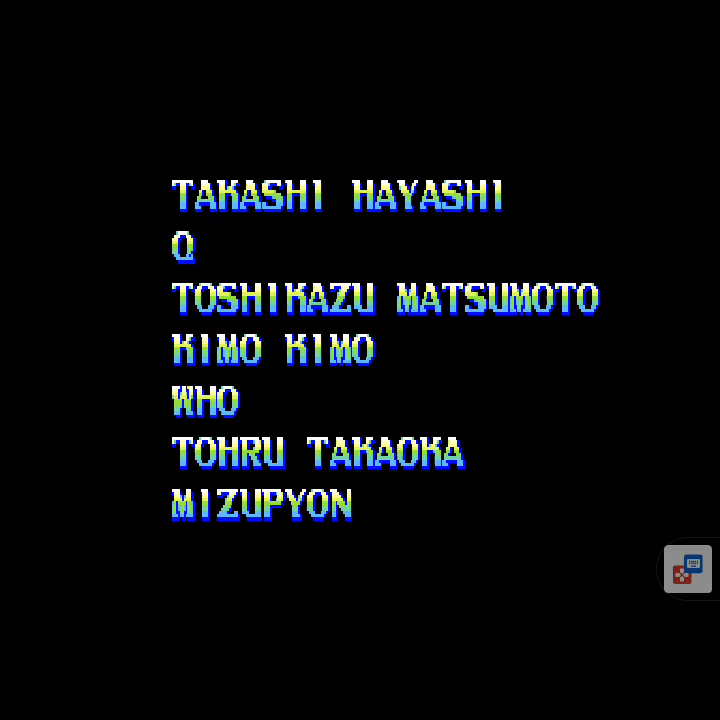 TAKASHI HAYASHI
Q
TOSHIKAZU MATSUMOTO
KIMO KIMO
WHO
TOHRU TAKAOKA
MIZUPYON